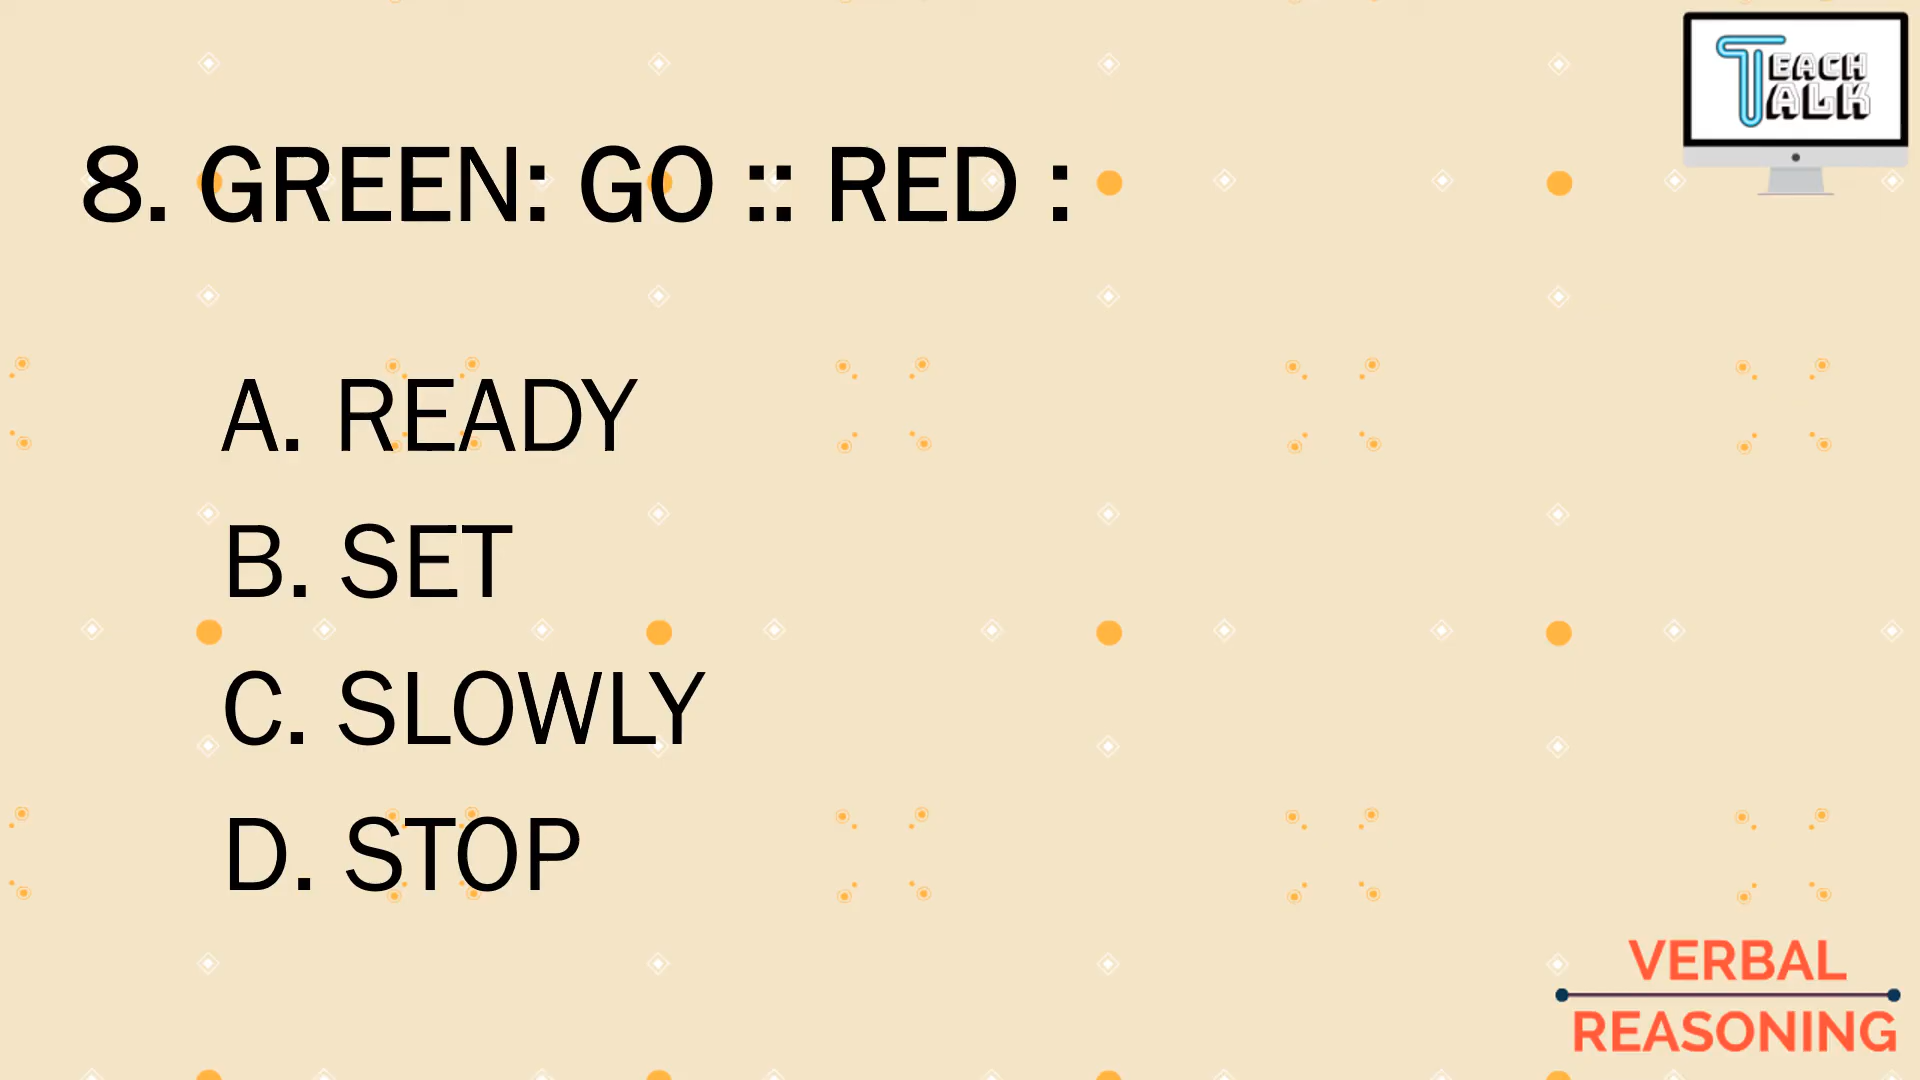 TEACH
TALK
8. GREEN: GO :: RED :
A. READY
B. SET
C. SLOWLY
D. STOP
VERBAL
REASONING